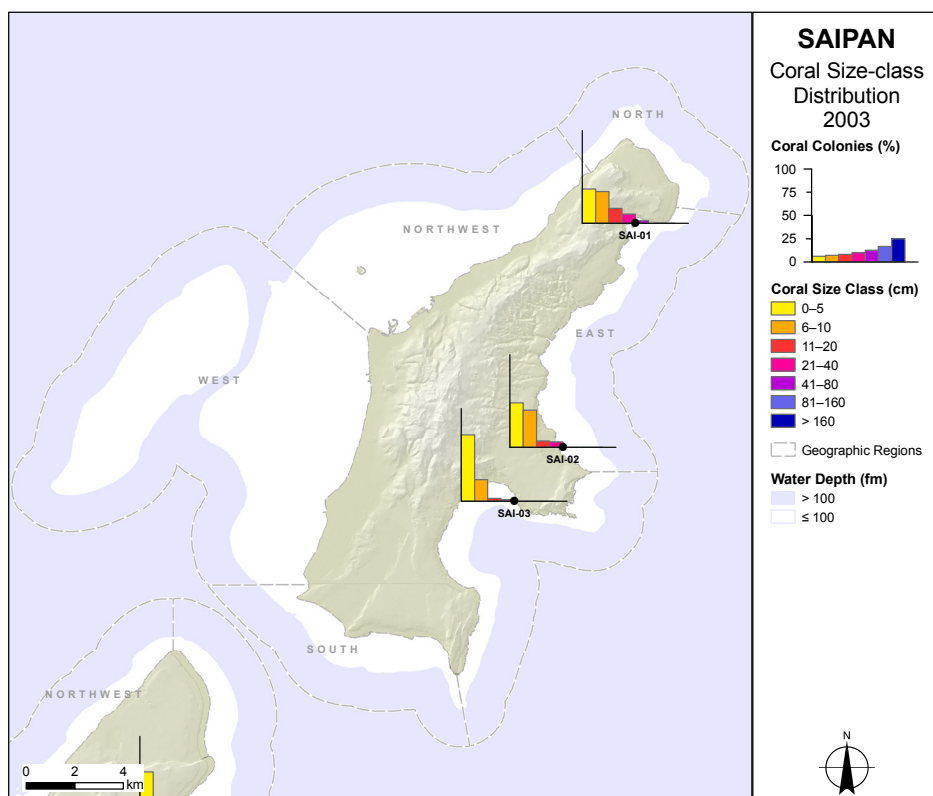 SAIPAN
Coral Size-class
Distribution
2003
Coral Colonies (%)
100
75
50
25
0
Coral Size Class (cm)
0–5
6–10
11–20
21–40
41–80
81–160
> 160
Geographic Regions
Water Depth (fm)
> 100
≤ 100
N
NORTH
SAI-01
NORTHWEST
EAST
WEST
SAI-02
SAI-03
SOUTH
NORTHWEST
0 2 4
km